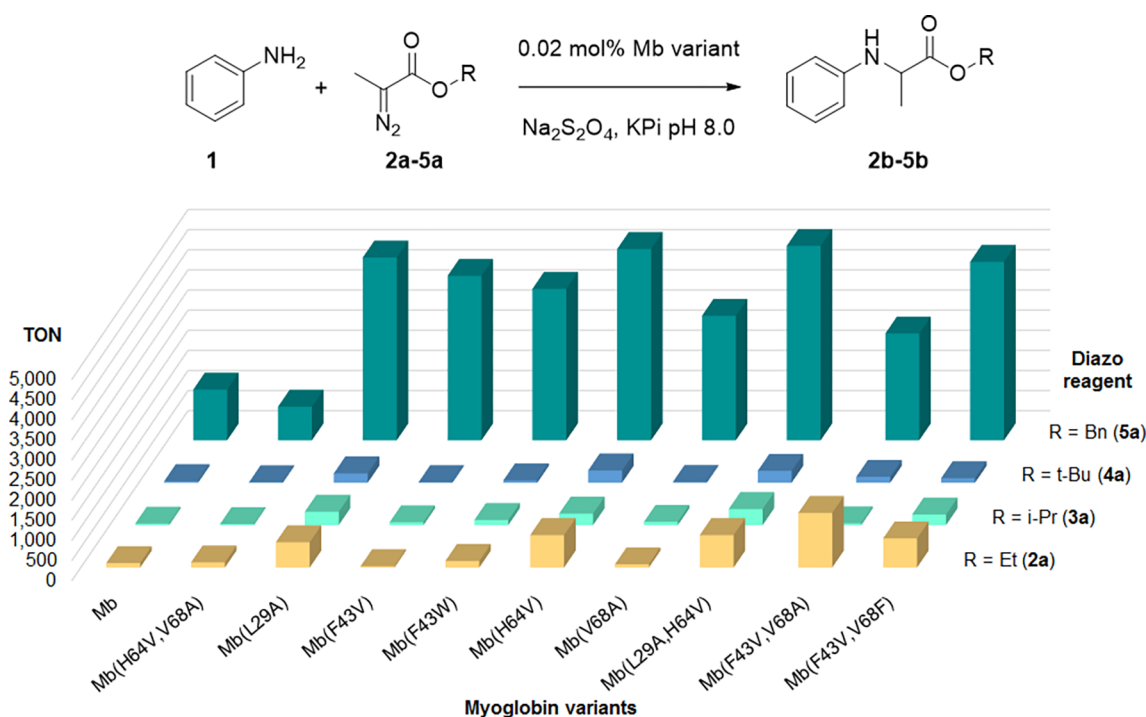 NH2
+
O
O
R
N2
0.02 mol% Mb variant
Na2S2O4, KPi pH 8.0
H
N
O
O
R
1
2a-5a
2b-5b
TON
5,000
4,500
4,000
3,500
3,000
2,500
2,000
1,500
1,000
500
0
Diazo
reagent
R = Bn (5a)
R = t-Bu (4a)
R = i-Pr (3a)
R = Et (2a)
Mb
Mb(H64V,V68A)
Mb(L29A)
Mb(F43V)
Mb(F43W)
Mb(H64V)
Mb(V68A)
Mb(L29A,H64V)
Mb(F43V,V68A)
Mb(F43V,V68F)
Myoglobin variants